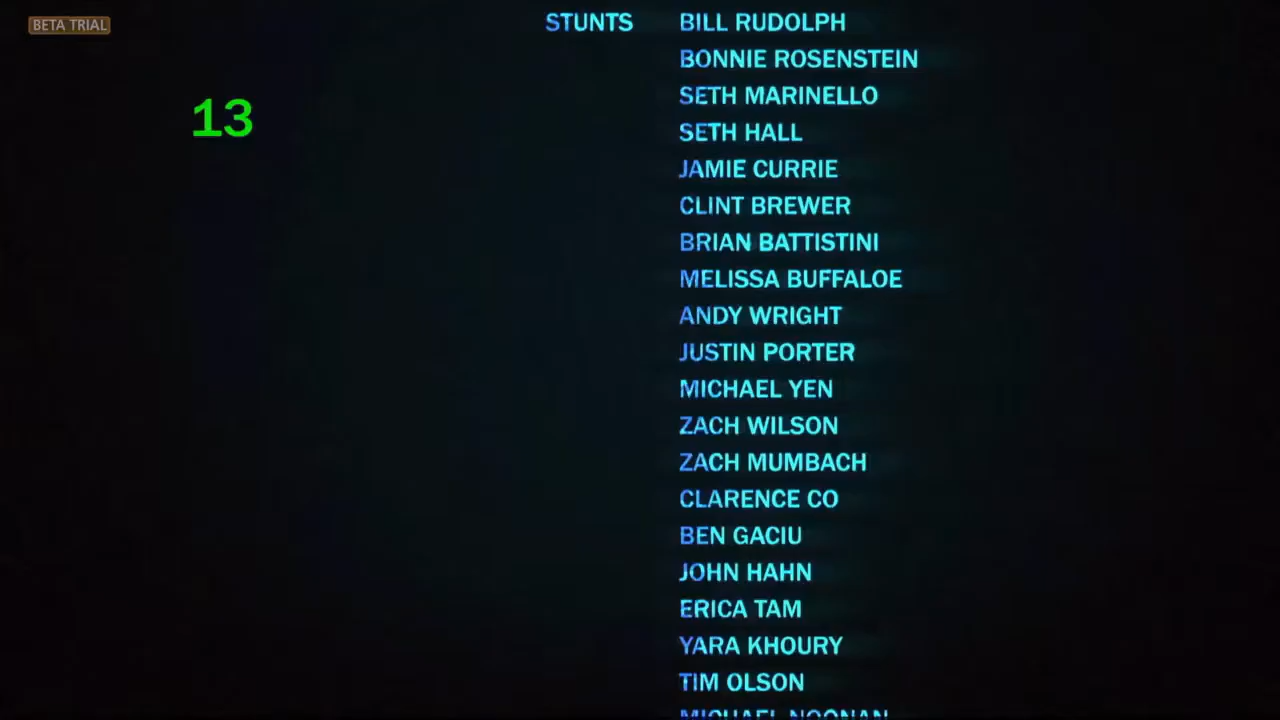 BETA TRIAL
13
STUNTS BILL RUDOLPH
BONNIE ROSENSTEIN
SETH MARINELLO
SETH HALL
JAMIE CURRIE
CLINT BREWER
BRIAN BATTISTINI
MELISSA BUFFALOE
ANDY WRIGHT
JUSTIN PORTER
MICHAEL YEN
ZACH WILSON
ZACH MUMBACH
CLARENCE CO
BEN GACIU
JOHN HAHN
ERICA TAM
YARA KHOURY
TIM OLSON
MICHAEL NOONAN